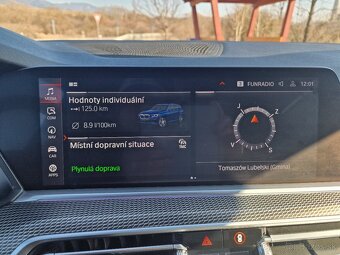 MEDIA
COM
NAV
CAR
APPS
FUNRADIO
12:01
Hodnoty individuální
125.0 km
Ø 8.9 l/100km
Místní dopravní situace
TMC
Plynulá doprava
S
J
Z
V
Tomaszów Lubelski (Gmina)